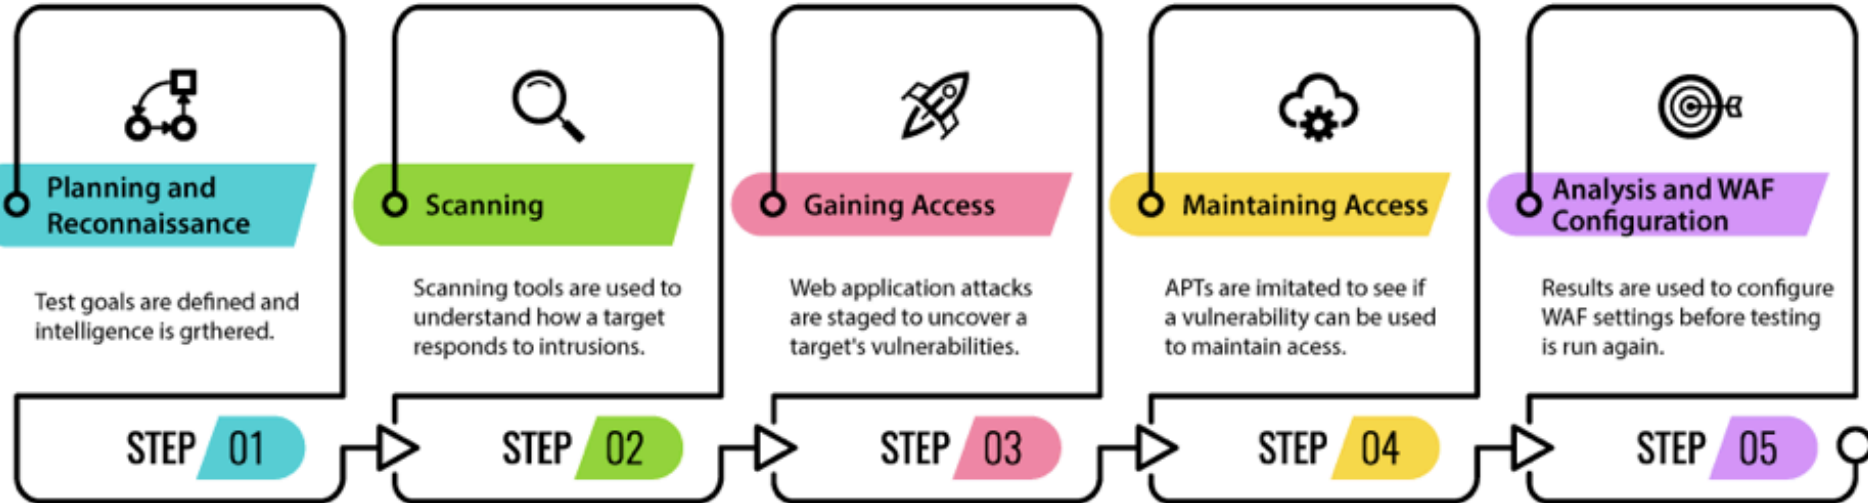 Planning and
Reconnaissance
Test goals are defined and
intelligence is grthered.
STEP 01
Scanning
Scanning tools are used to
understand how a target
responds to intrusions.
STEP 02
Gaining Access
Web application attacks
are staged to uncover a
target's vulnerabilities.
STEP 03
Maintaining Access
APTs are imitated to see if
a vulnerability can be used
to maintain acess.
STEP 04
Analysis and WAF
Configuration
Results are used to configure
WAF settings before testing
is run again.
STEP 05